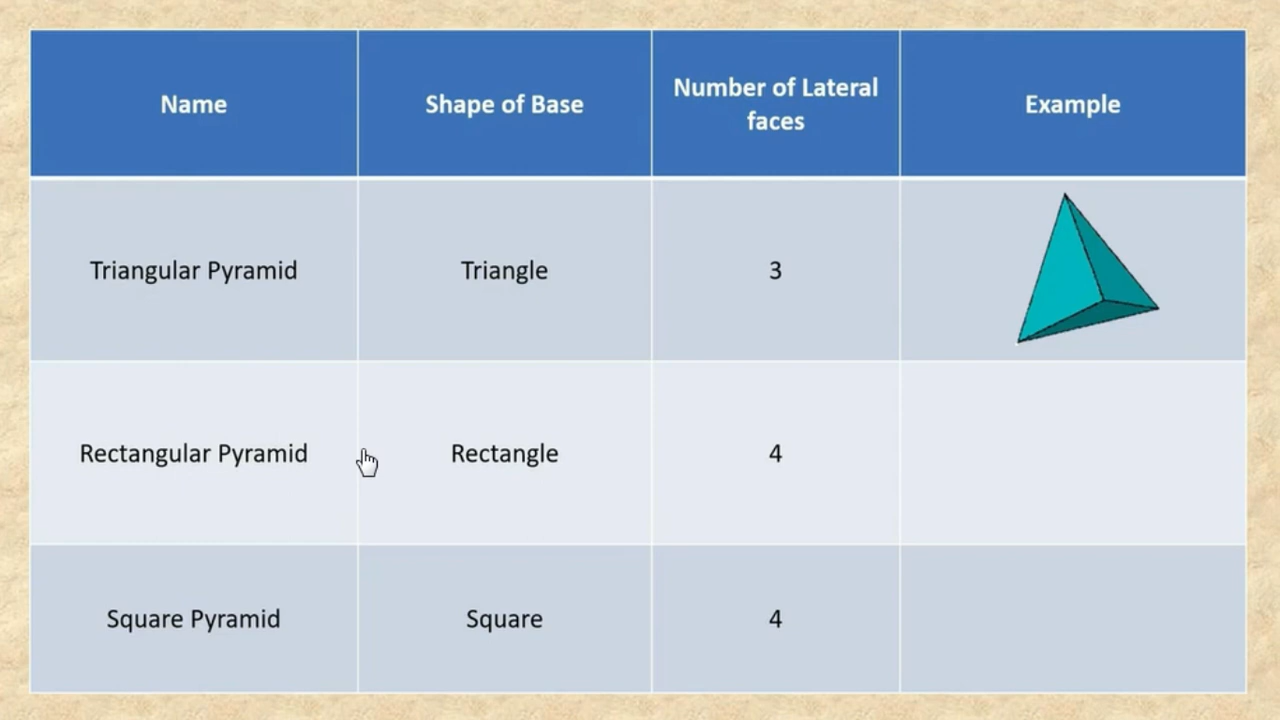 Name
Shape of Base
Number of Lateral
faces
Example
Triangular Pyramid
Triangle
3
Rectangular Pyramid
Rectangle
4
Square Pyramid
Square
4